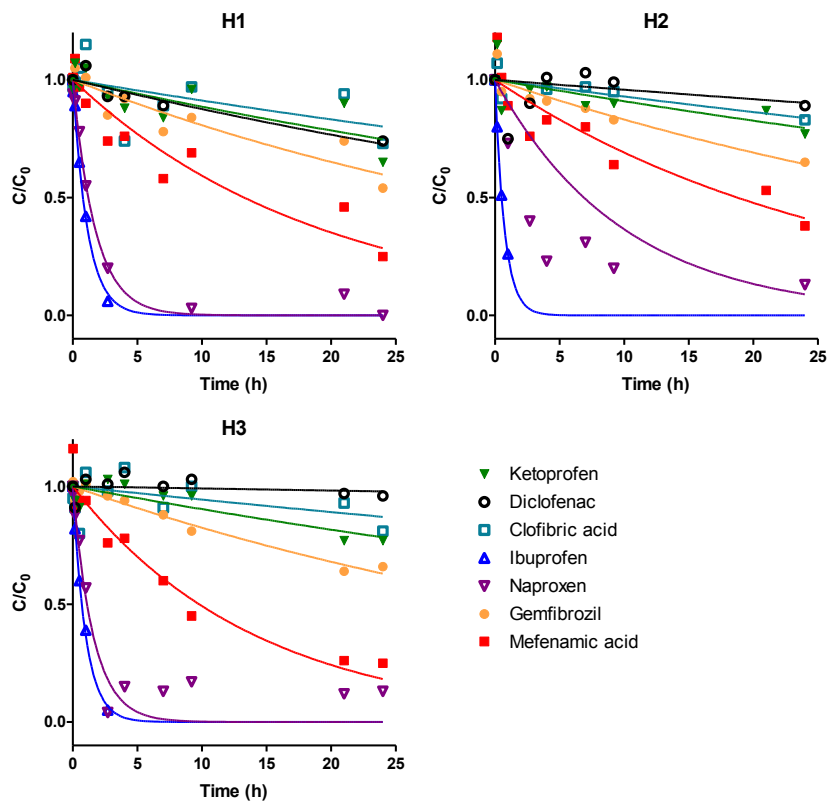 H1
C/C0
1.0
0.5
0.0
0 5 10 15 20 25
Time (h)
H2
1.0
0.5
0.0
0 5 10 15 20 25
Time (h)
H3
C/C0
1.0
0.5
0.0
0 5 10 15 20 25
Time (h)
Ketoprofen
Diclofenac
Clofibric acid
Ibuprofen
Naproxen
Gemfibrozil
Mefenamic acid